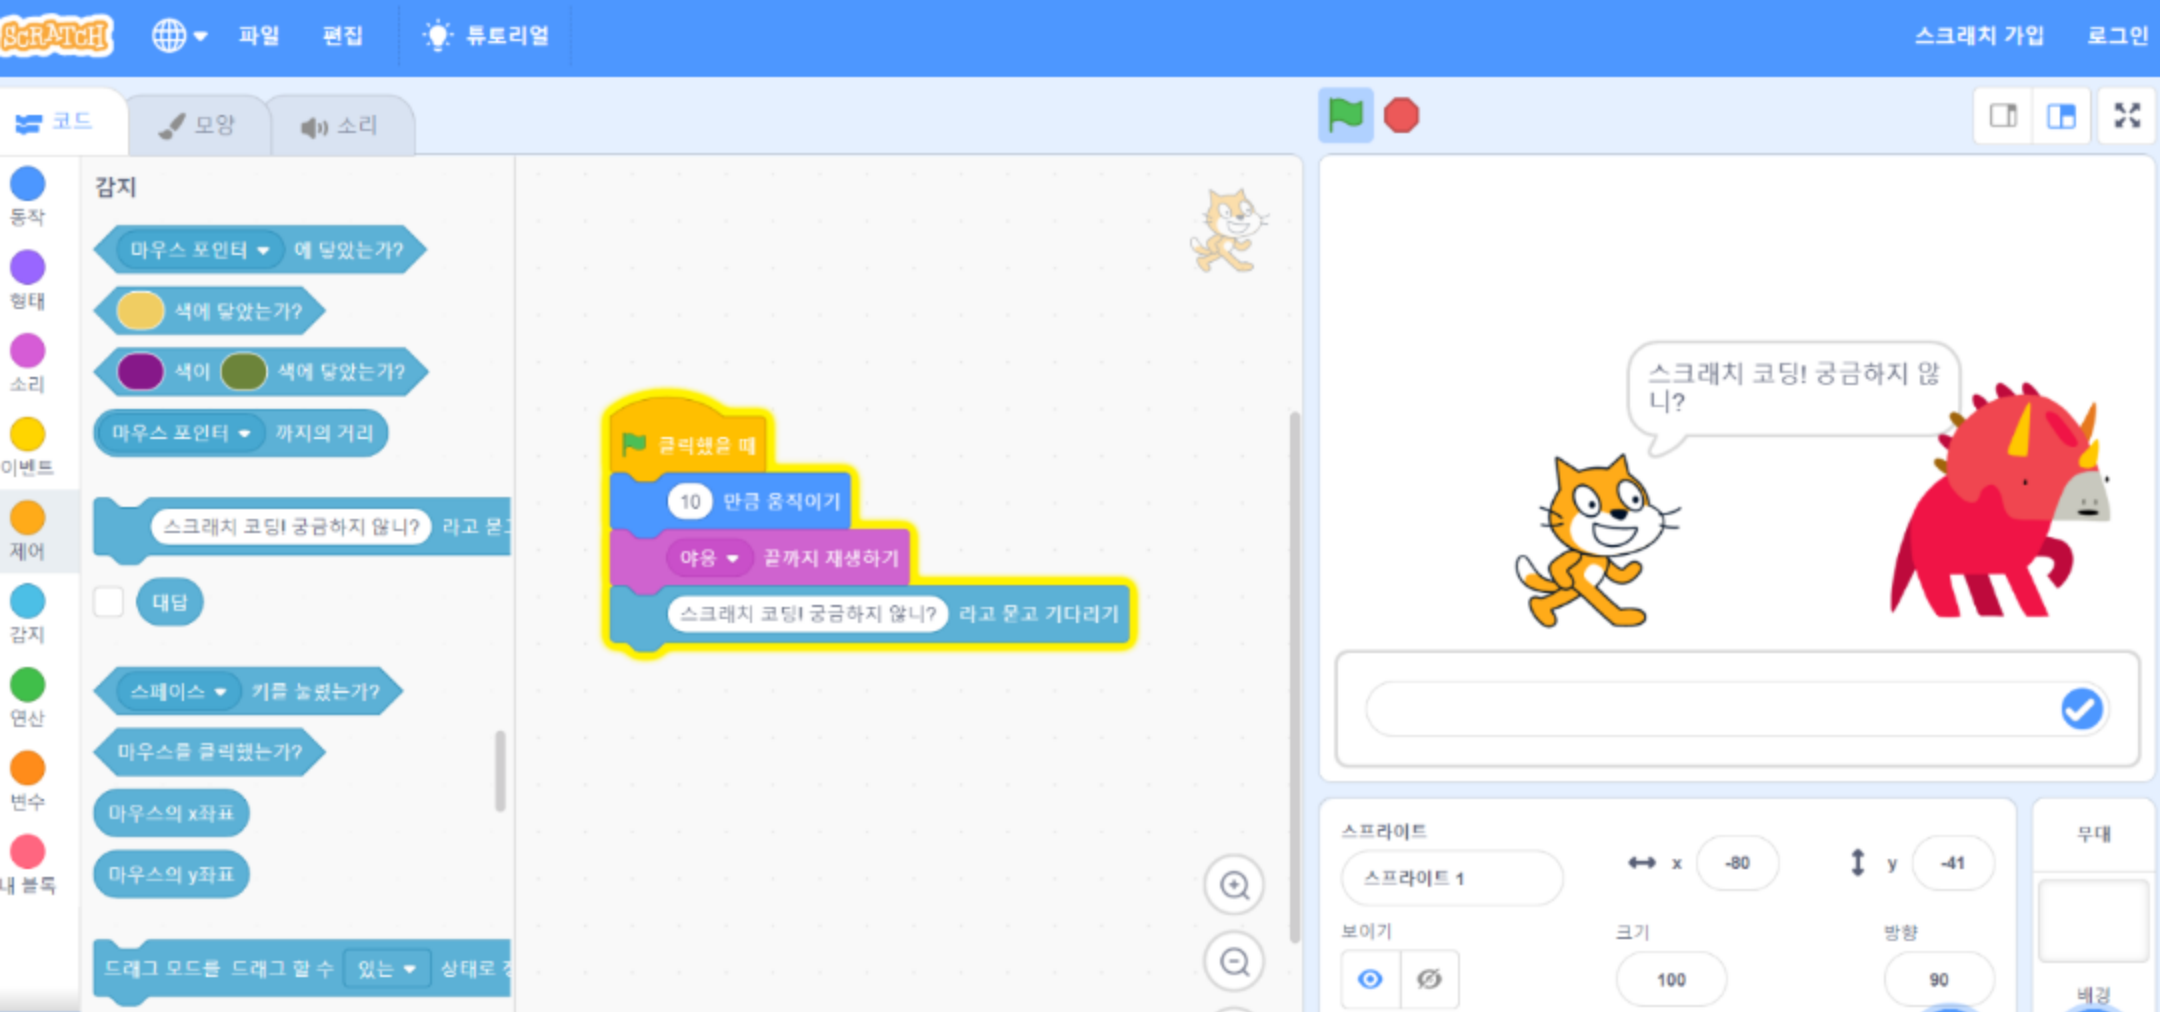 SCRATCH 파일 편집 튜토리얼 스크래치 가입 로그인
코드 모양 소리
동작
형태
소리
이벤트
제어
감지
연산
변수
내 블록
감지
마우스 포인터 에 닿았는가?
색에 닿았는가?
색이 색에 닿았는가?
마우스 포인터 까지의 거리
스크래치 코딩! 궁금하지 않니? 라고 묻고
대답
스페이스 키를 눌렀는가?
마우스를 클릭했는가?
마우스의 x좌표
마우스의 y좌표
드래그 모드를 드래그 할 수 있는 상태로
클릭했을 때
10 만큼 움직이기
야옹 끝까지 재생하기
스크래치 코딩! 궁금하지 않니? 라고 묻고 기다리기
스크래치 코딩! 궁금하지 않
니?
스프라이트
스프라이트 1 x -80 y -41
보이기 크기 방향
100 90
무대
배경